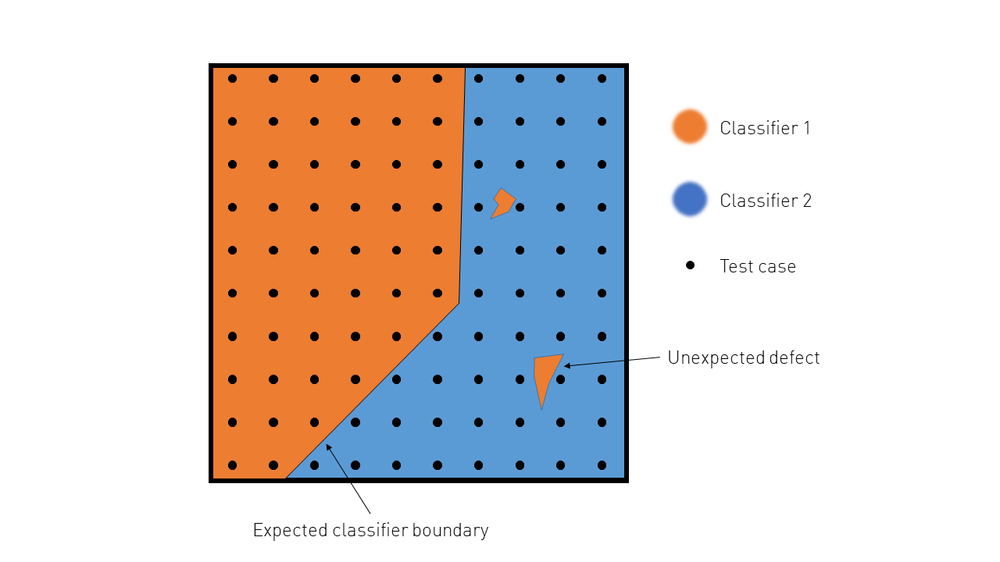 Classifier 1
Classifier 2
Test case
Unexpected defect
Expected classifier boundary